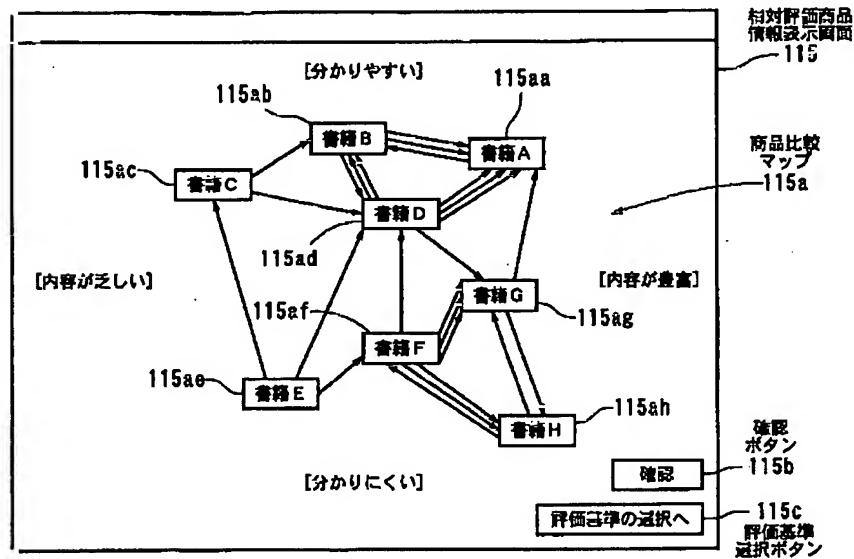 相対評価商品
情報表示画面
115
[分かりやすい]
115ab
115aa
書籍B
書籍A
商品比較
マップ
115a
115ac
書籍C
書籍D
115ad
[内容が乏しい]
[内容が豊富]
書籍G
115af
115ag
書籍F
115ae
書籍E
115ah
書籍H
確認
ボタン
115b
[分かりにくい]
確認
評価基準の選択へ
115c
評価基準
選択ボタン